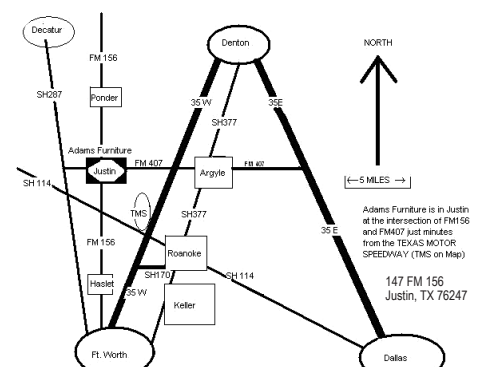 Decatur
Denton
NORTH
FM 156
SH287
Ponder
35 W
35E
SH377
Adams Furniture
Justin
FM 407
Argyle
FM 407
5 MILES
SH 114
TMS
SH377
Adams Furniture is in Justin
at the intersection of FM156
and FM407 just minutes
from the TEXAS MOTOR
SPEEDWAY (TMS on Map)
35 E
FM 156
Roanoke
SH170
SH 114
Haslet
35 W
Keller
147 FM 156
Justin, TX 76247
Ft. Worth
Dallas